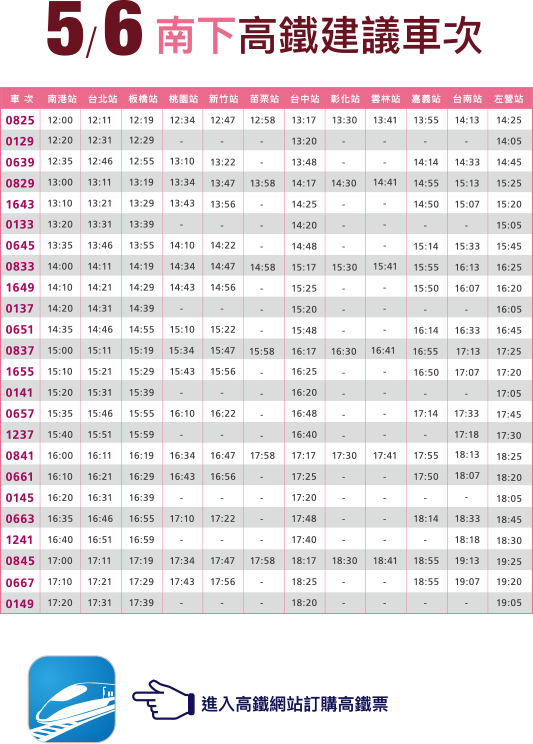 5/6 南下高鐵建議車次
車 次 南港站 台北站 板橋站 桃園站 新竹站 苗栗站 台中站 彰化站 雲林站 嘉義站 台南站 左營站
0825 12:00 12:11 12:19 12:34 12:47 12:58 13:17 13:30 13:41 13:55 14:13 14:25
0129 12:20 12:31 12:29 - - - 13:20 - - - - 14:05
0639 12:35 12:46 12:55 13:10 13:22 - 13:48 - - 14:14 14:33 14:45
0829 13:00 13:11 13:19 13:34 13:47 13:58 14:17 14:30 14:41 14:55 15:13 15:25
1643 13:10 13:21 13:29 13:43 13:56 - 14:25 - - 14:50 15:07 15:20
0133 13:20 13:31 13:39 - - - 14:20 - - - - 15:05
0645 13:35 13:46 13:55 14:10 14:22 - 14:48 - - 15:14 15:33 15:45
0833 14:00 14:11 14:19 14:34 14:47 14:58 15:17 15:30 15:41 15:55 16:13 16:25
1649 14:10 14:21 14:29 14:43 14:56 - 15:25 - - 15:50 16:07 16:20
0137 14:20 14:31 14:39 - - - 15:20 - - - - 16:05
0651 14:35 14:46 14:55 15:10 15:22 - 15:48 - - 16:14 16:33 16:45
0837 15:00 15:11 15:19 15:34 15:47 15:58 16:17 16:30 16:41 16:55 17:13 17:25
1655 15:10 15:21 15:29 15:43 15:56 - 16:25 - - 16:50 17:07 17:20
0141 15:20 15:31 15:39 - - - 16:20 - - - - 17:05
0657 15:35 15:46 15:55 16:10 16:22 - 16:48 - - 17:14 17:33 17:45
1237 15:40 15:51 15:59 - - - 16:40 - - - 17:18 17:30
0841 16:00 16:11 16:19 16:34 16:47 17:58 17:17 17:30 17:41 17:55 18:13 18:25
0661 16:10 16:21 16:29 16:43 16:56 - 17:25 - - 17:50 18:07 18:20
0145 16:20 16:31 16:39 - - - 17:20 - - - - 18:05
0663 16:35 16:46 16:55 17:10 17:22 - 17:48 - - 18:14 18:33 18:45
1241 16:40 16:51 16:59 - - - 17:40 - - - 18:18 18:30
0845 17:00 17:11 17:19 17:34 17:47 17:58 18:17 18:30 18:41 18:55 19:13 19:25
0667 17:10 17:21 17:29 17:43 17:56 - 18:25 - - 18:55 19:07 19:20
0149 17:20 17:31 17:39 - - - 18:20 - - - - 19:05
進入高鐵網站訂購高鐵票